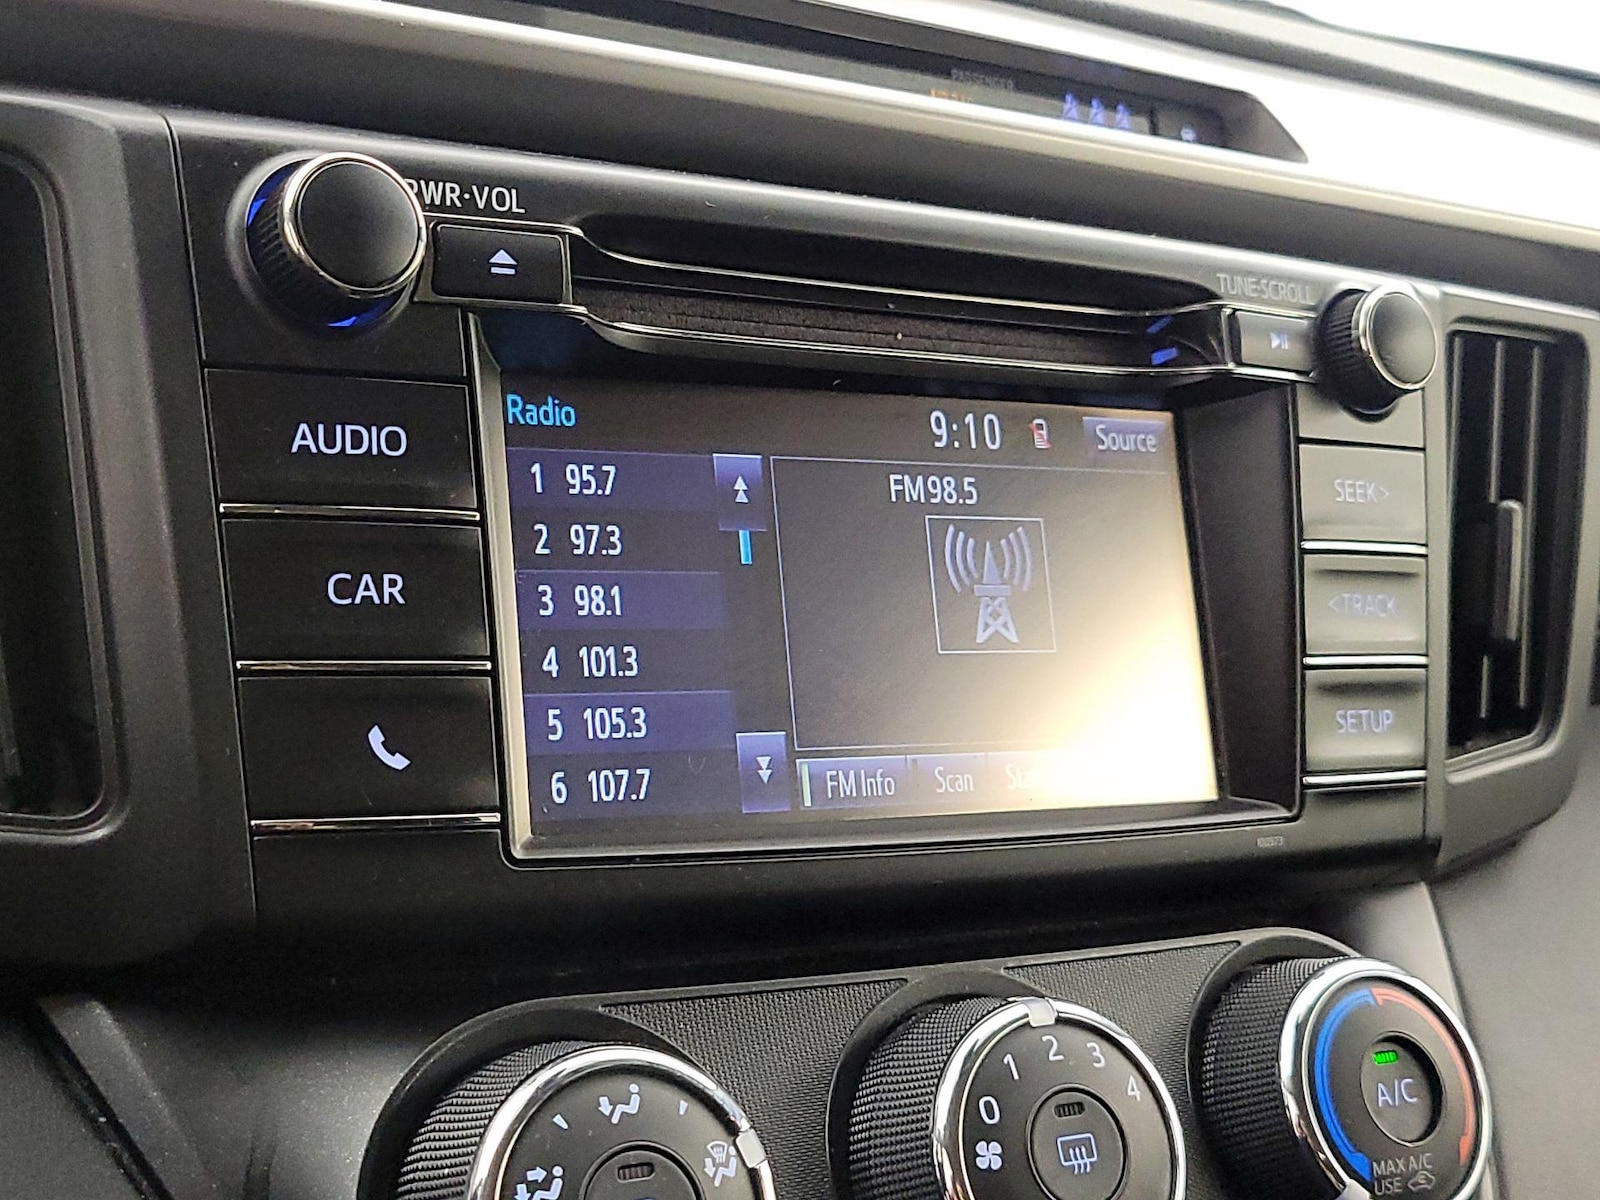 PASSENGER
PWR·VOL
TUNE·SCROLL
AUDIO
CAR
Radio
9:10
Source
1 95.7
2 97.3
3 98.1
4 101.3
5 105.3
6 107.7
FM98.5
FM Info
Scan
SEEK>
<TRACK
SETUP
0 1 2 3 4
A/C
MAX A/C
USE